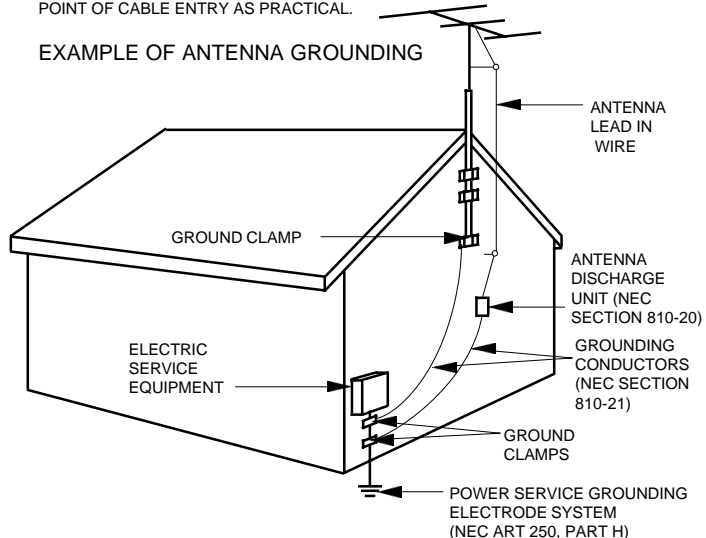 POINT OF CABLE ENTRY AS PRACTICAL.
EXAMPLE OF ANTENNA GROUNDING
ANTENNA
LEAD IN
WIRE
GROUND CLAMP
ANTENNA
DISCHARGE
UNIT (NEC
SECTION 810-20)
ELECTRIC
SERVICE
EQUIPMENT
GROUNDING
CONDUCTORS
(NEC SECTION
810-21)
GROUND
CLAMPS
POWER SERVICE GROUNDING
ELECTRODE SYSTEM
(NEC ART 250, PART H)